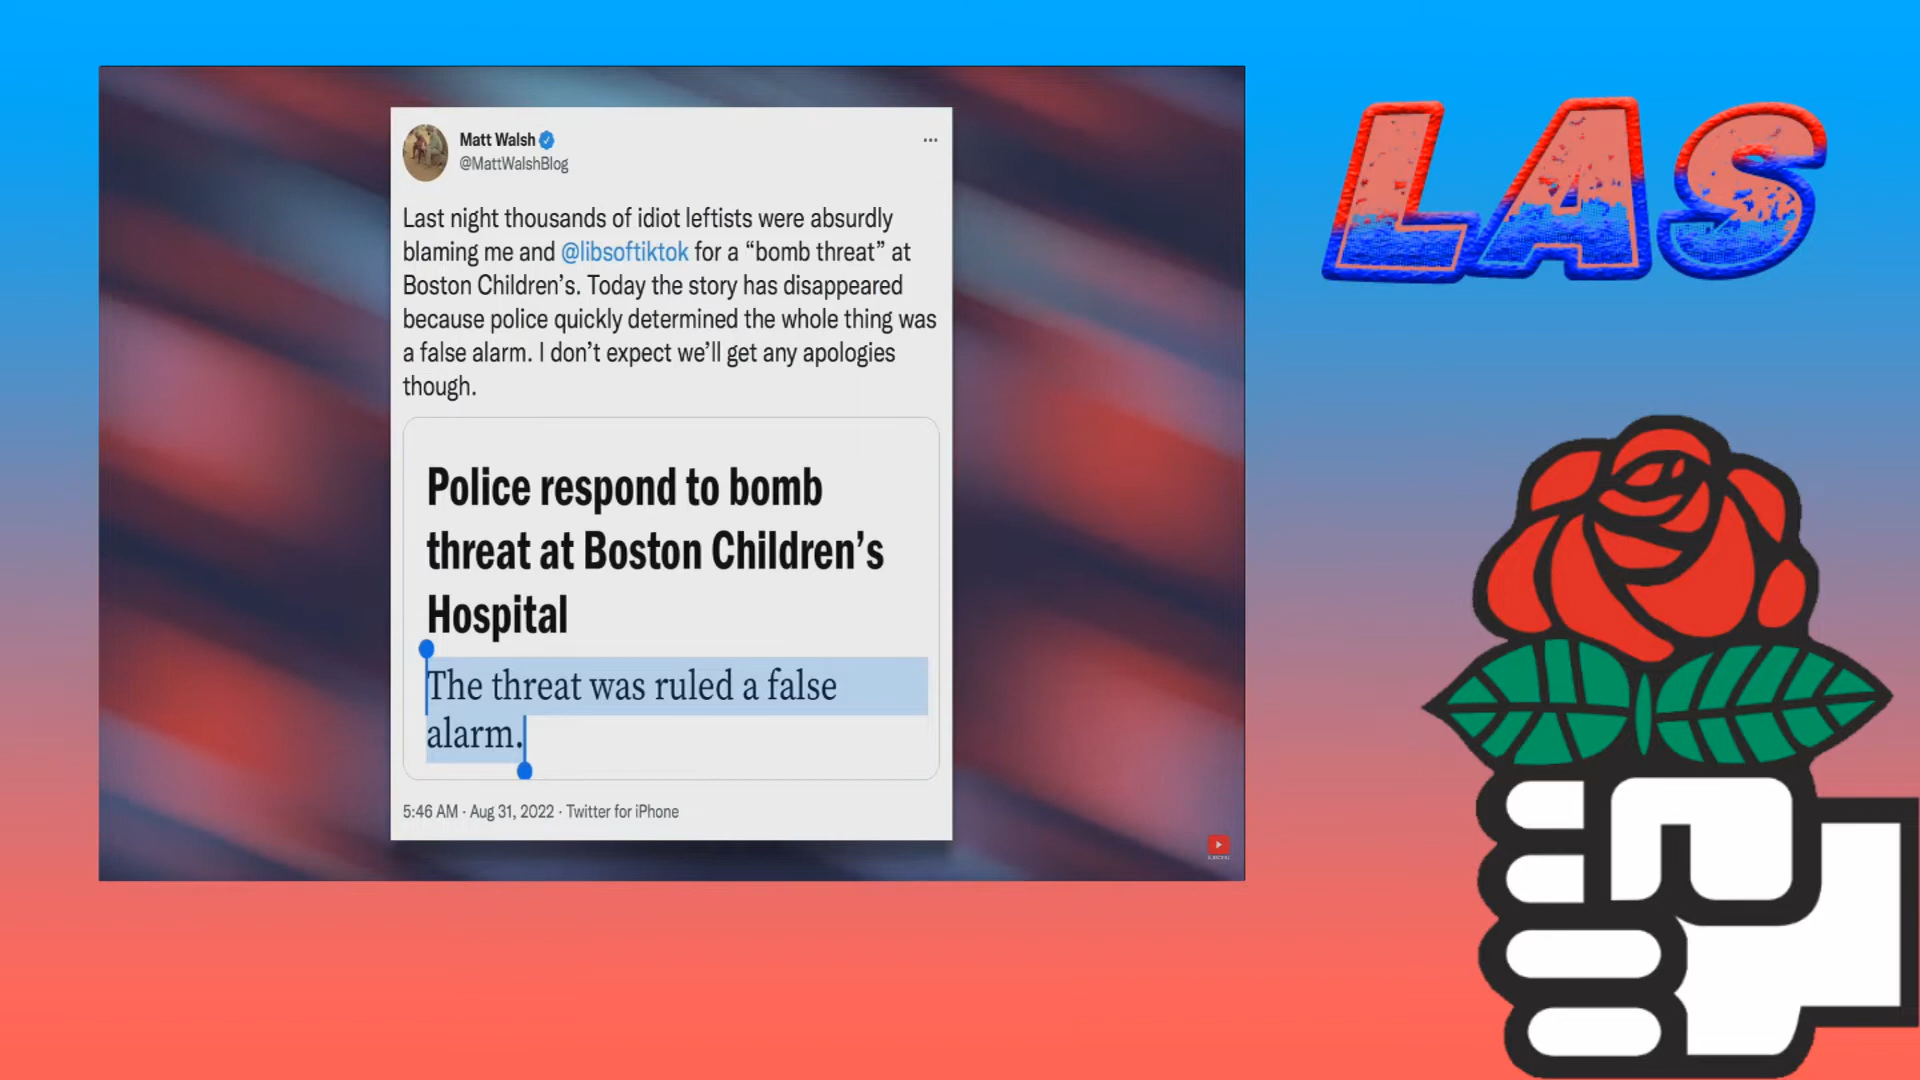 Matt Walsh
@MattWalshBlog
Last night thousands of idiot leftists were absurdly
blaming me and @libsoftiktok for a “bomb threat” at
Boston Children’s. Today the story has disappeared
because police quickly determined the whole thing was
a false alarm. I don’t expect we’ll get any apologies
though.
Police respond to bomb
threat at Boston Children’s
Hospital
The threat was ruled a false
alarm.
5:46 AM · Aug 31, 2022 · Twitter for iPhone
LAS